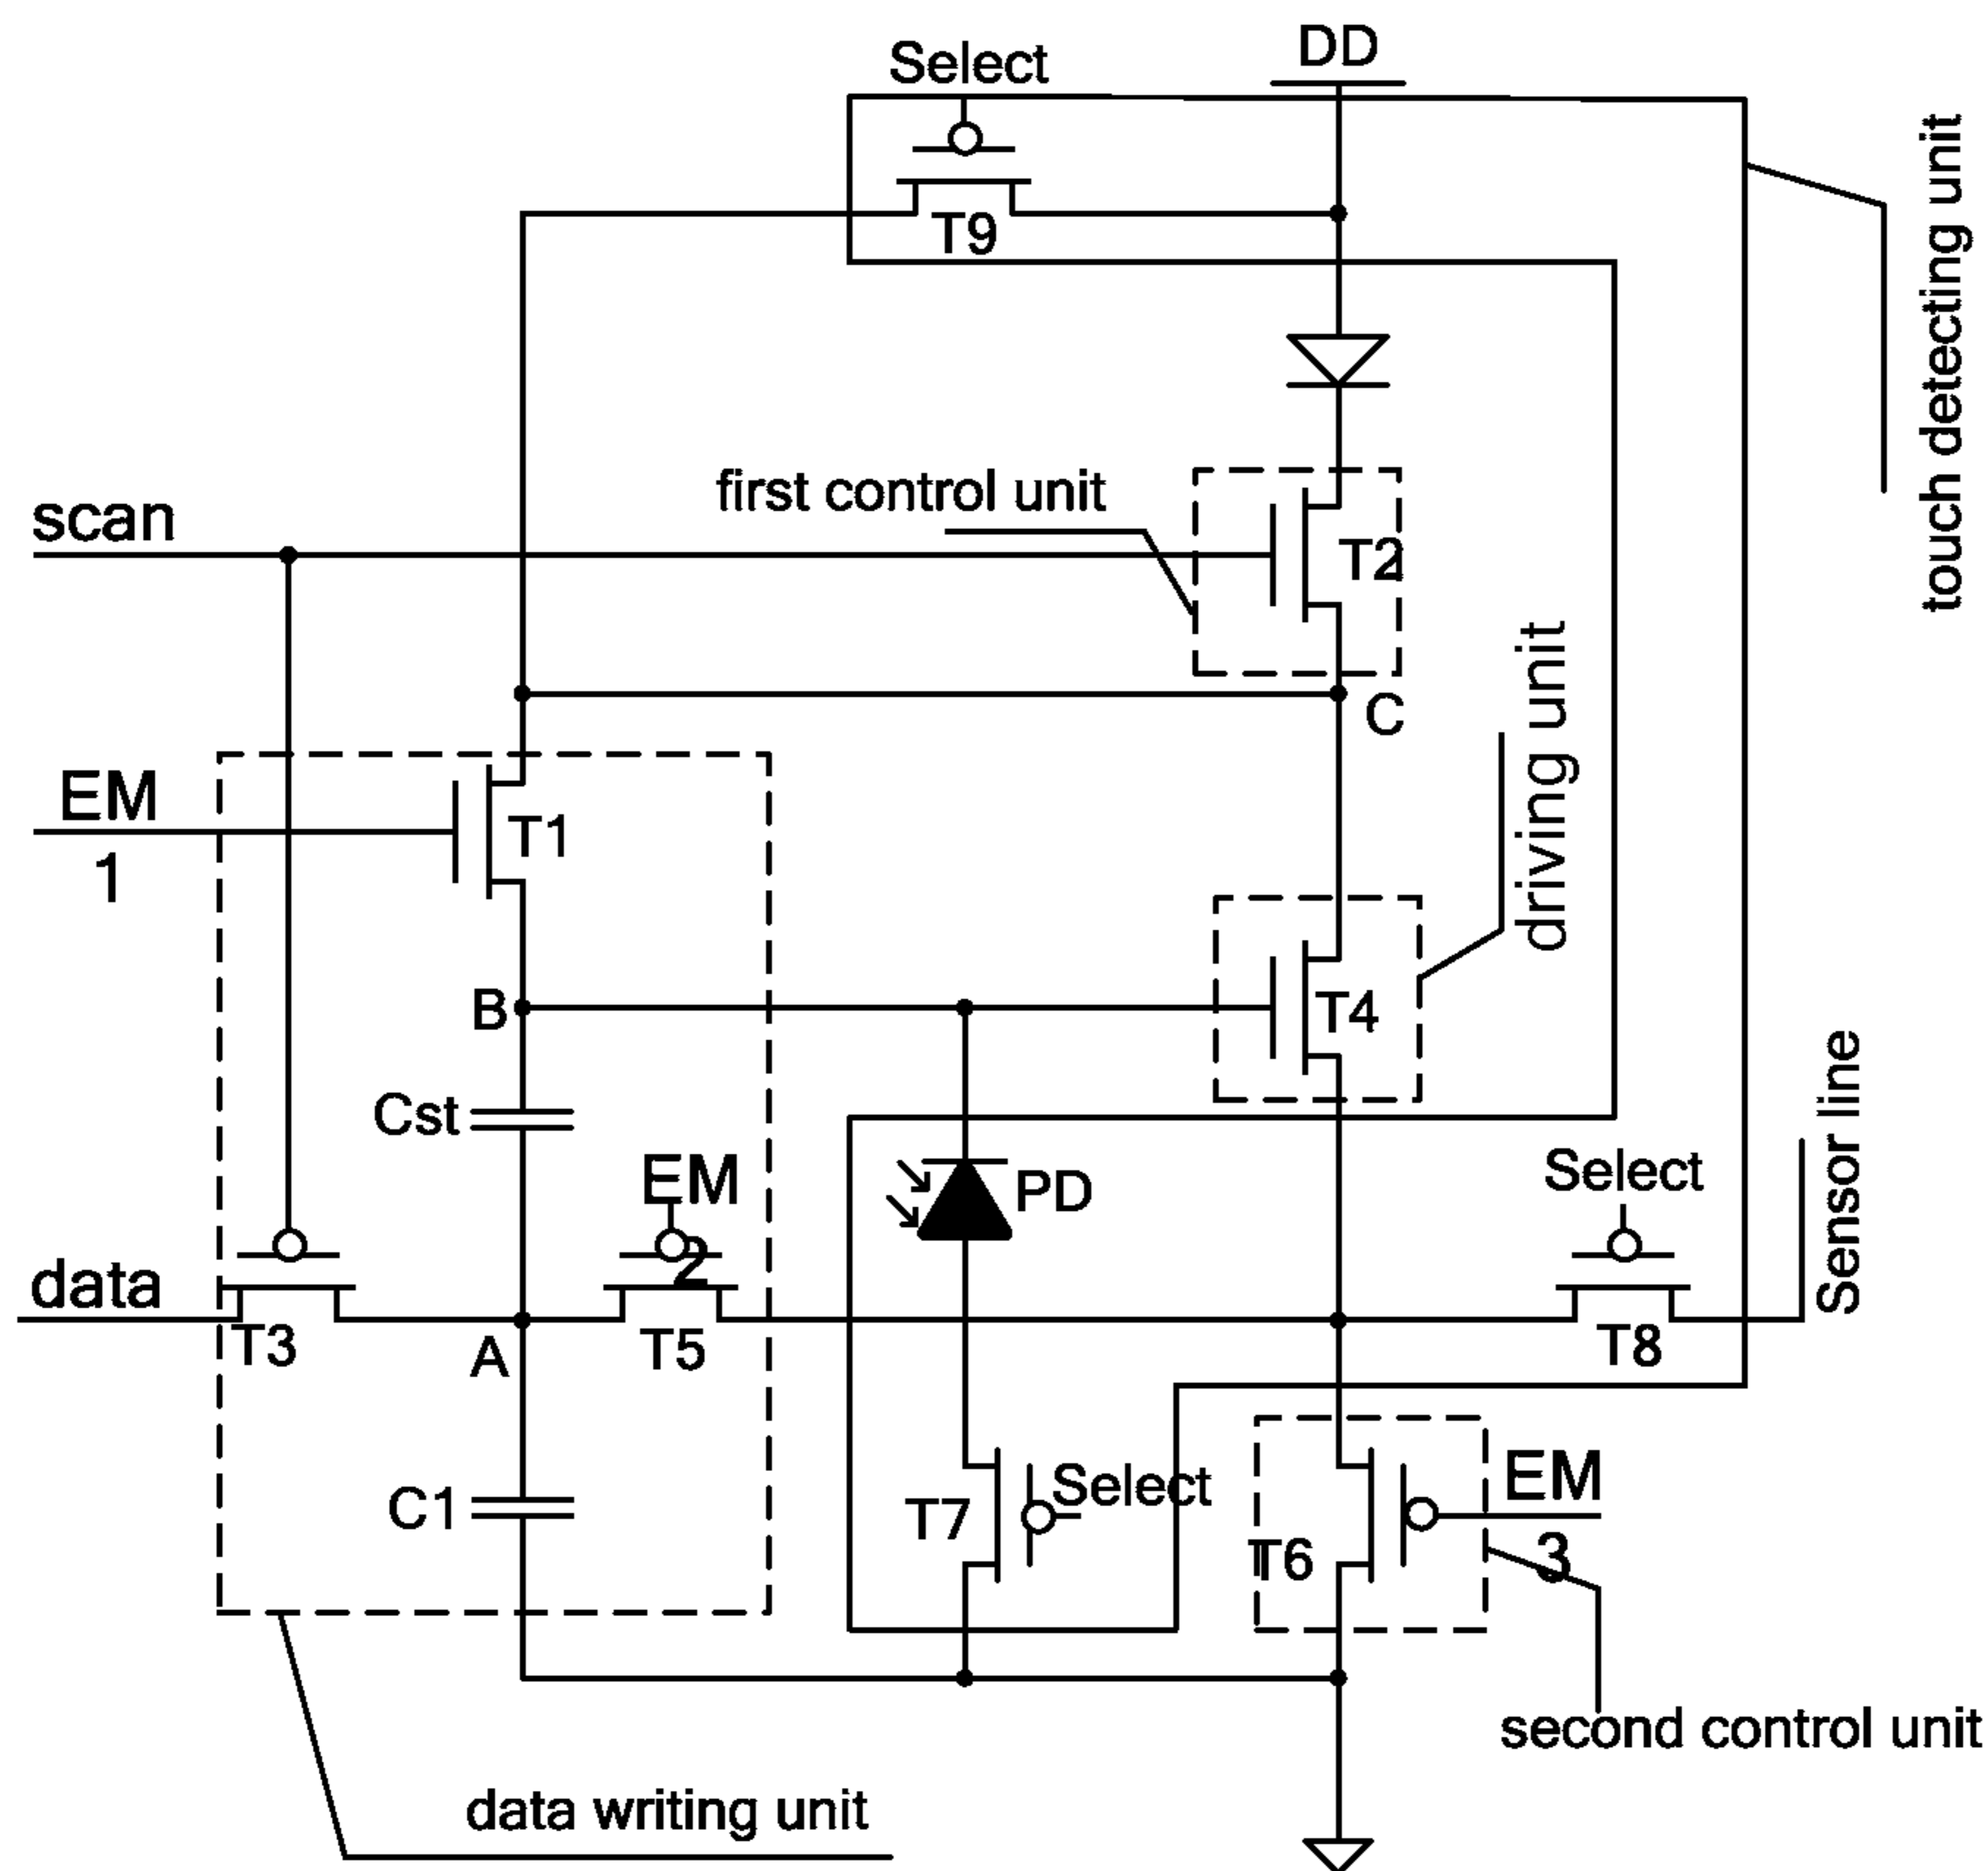 Select
DD
touch detecting unit
T9
first control unit
scan
T2
C
driving unit
EM
1
T1
B
T4
Cst
EM
2
PD
Select
Sensor line
data
T3
A
T5
T8
C1
T7
Select
T6
EM
3
second control unit
data writing unit